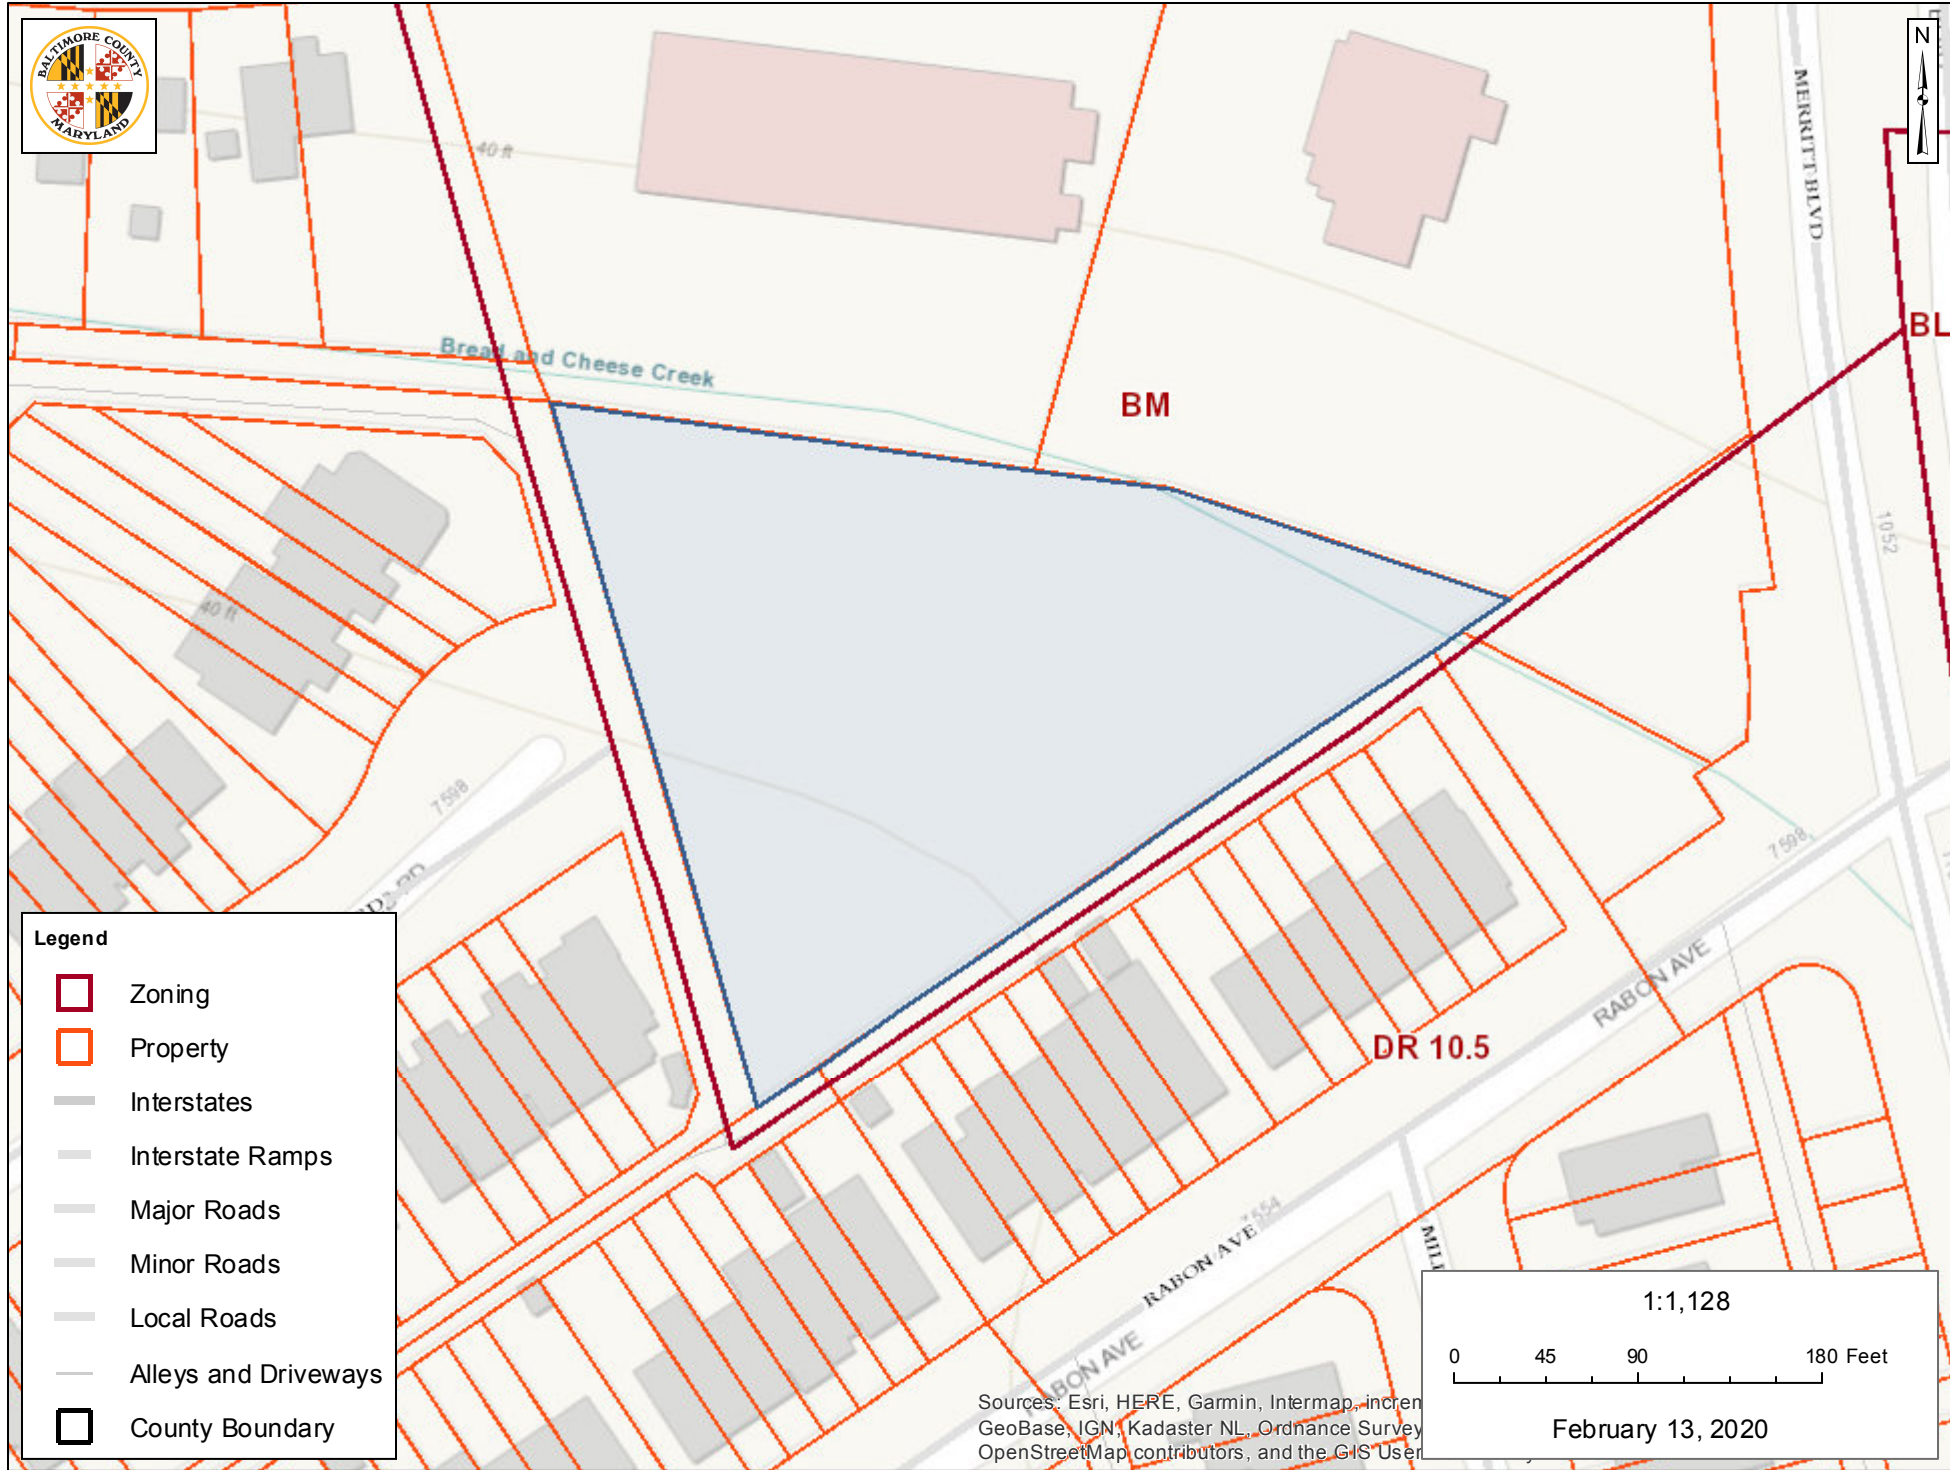 BALTIMORE COUNTY
MARYLAND
N
MERRITT BLVD
40 ft
BL
Bread and Cheese Creek
BM
1052
40 ft
7598
7598
RABON AVE
DR 10.5
7554
RABON AVE
RABON AVE
Legend
Zoning
Property
Interstates
Interstate Ramps
Major Roads
Minor Roads
Local Roads
Alleys and Driveways
County Boundary
1:1,128
0 45 90 180 Feet
February 13, 2020
Sources: Esri, HERE, Garmin, Intermap, increm
GeoBase, IGN, Kadaster NL, Ordnance Survey
OpenStreetMap contributors, and the GIS User